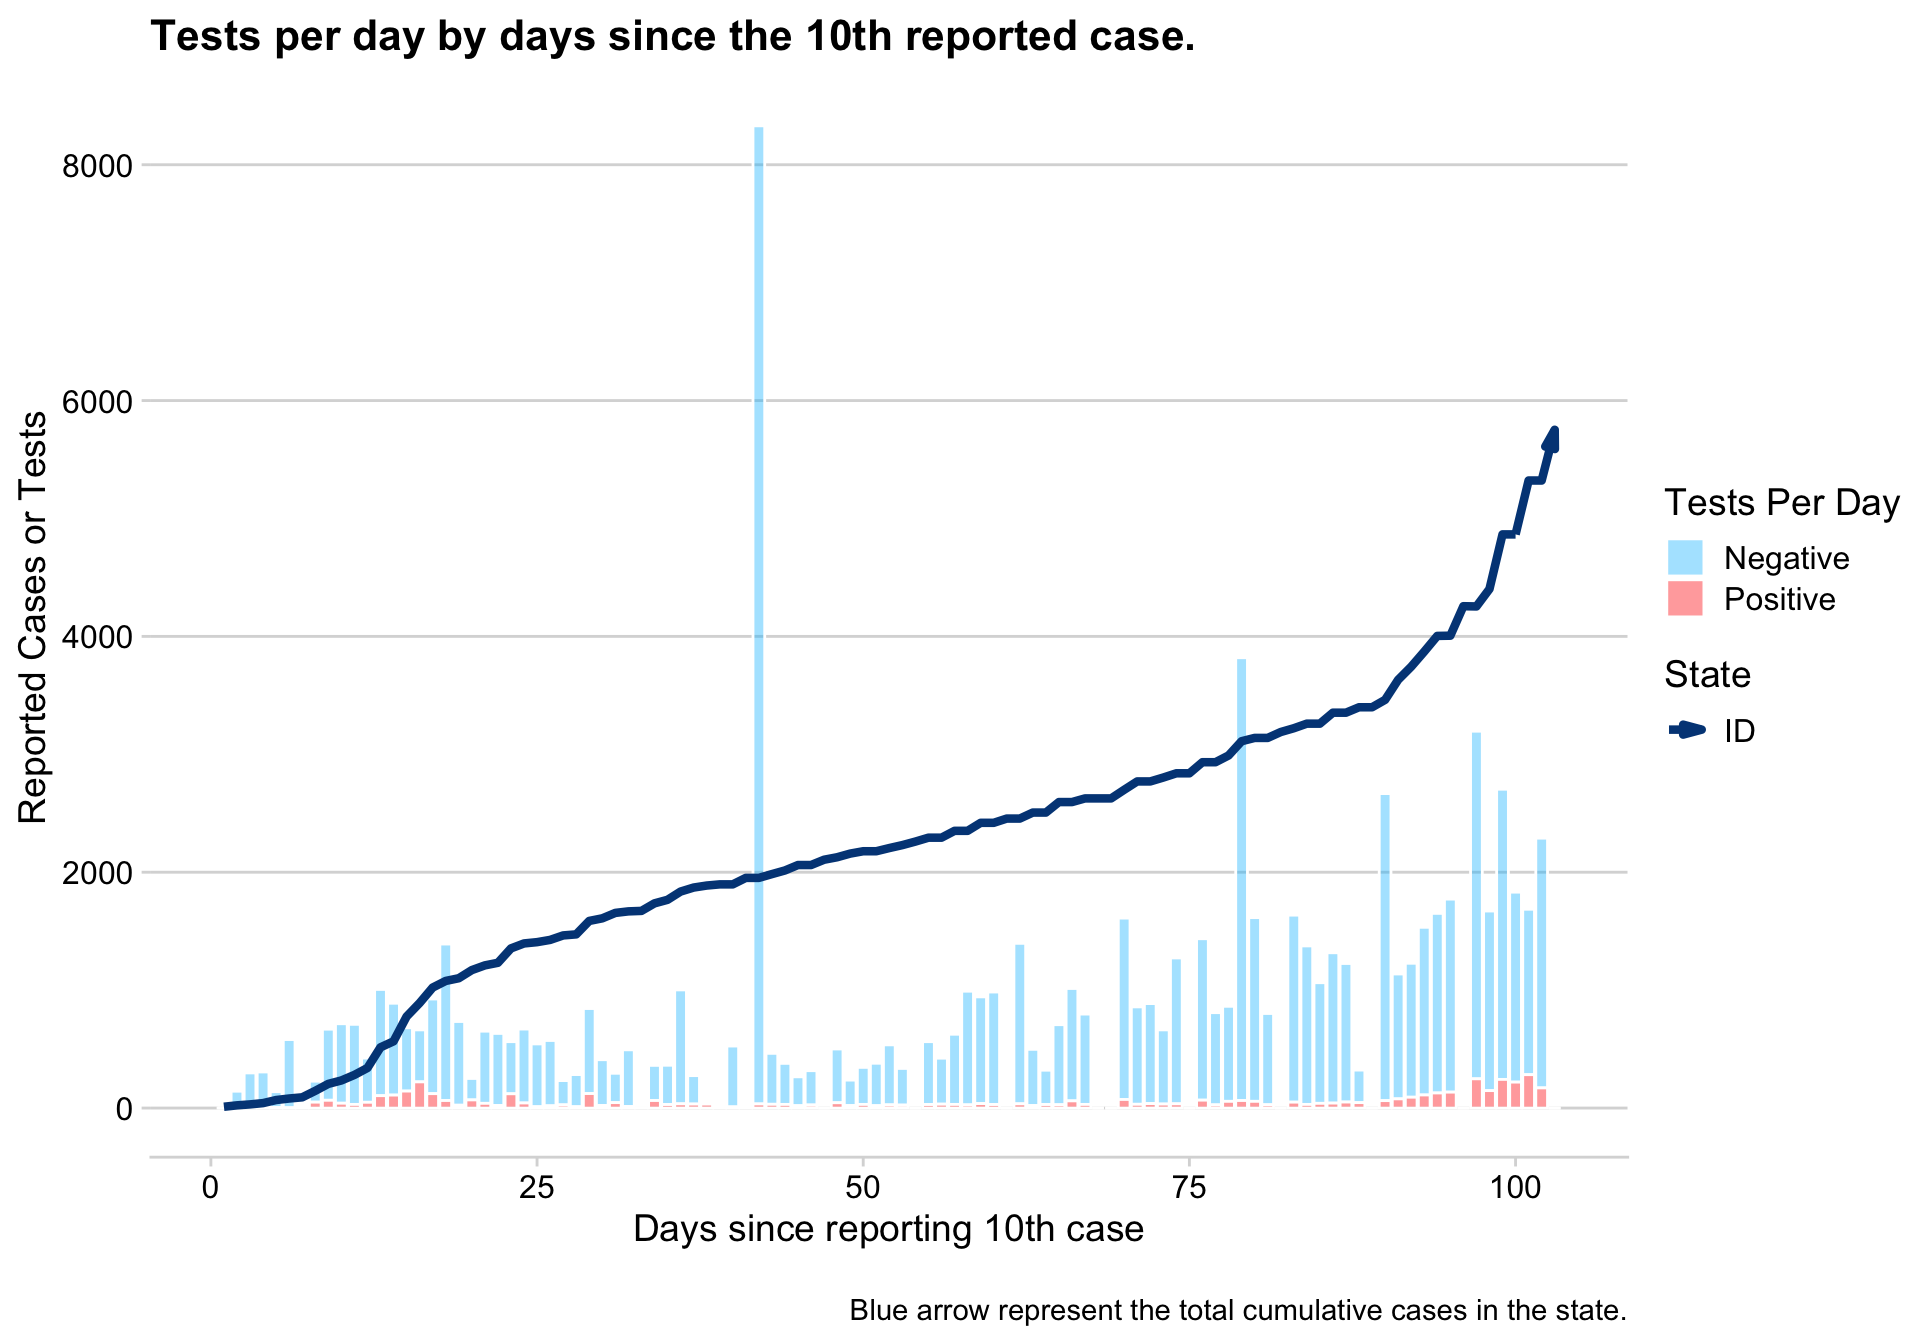 Tests per day by days since the 10th reported case.
8000
6000
4000
2000
0
Reported Cases or Tests
0 25 50 75 100
Days since reporting 10th case
Tests Per Day
Negative
Positive
State
ID
Blue arrow represent the total cumulative cases in the state.